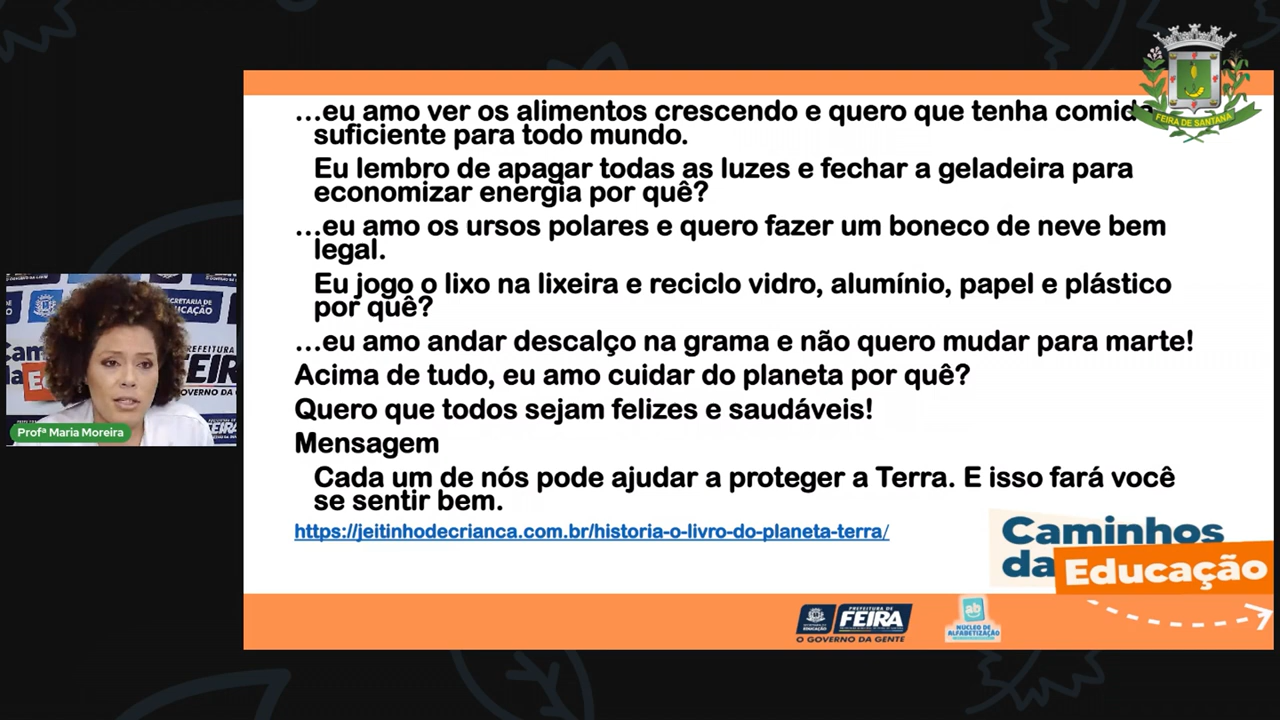 ...eu amo ver os alimentos crescendo e quero que tenha comida
suficiente para todo mundo.
Eu lembro de apagar todas as luzes e fechar a geladeira para
economizar energia por quê?
...eu amo os ursos polares e quero fazer um boneco de neve bem
legal.
Eu jogo o lixo na lixeira e reciclo vidro, alumínio, papel e plástico
por quê?
...eu amo andar descalço na grama e não quero mudar para marte!
Acima de tudo, eu amo cuidar do planeta por quê?
Quero que todos sejam felizes e saudáveis!
Mensagem
Cada um de nós pode ajudar a proteger a Terra. E isso fará você
se sentir bem.
https://jeitinhodecrianca.com.br/historia-o-livro-do-planeta-terra/
FEIRA DE SANTANA
Profª Maria Moreira
Caminhos
da Educação
PREFEITURA DE
FEIRA
O GOVERNO DA GENTE
ab
NÚCLEO DE
ALFABETIZAÇÃO